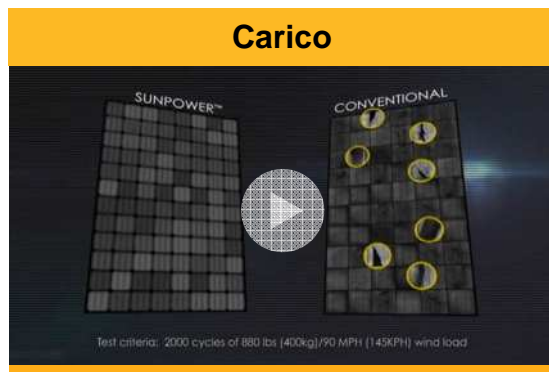 Carico
SUNPOWER™
CONVENTIONAL
Test criteria: 2000 cycles of 880 lbs (400kg)/90 MPH (145KPH) wind load